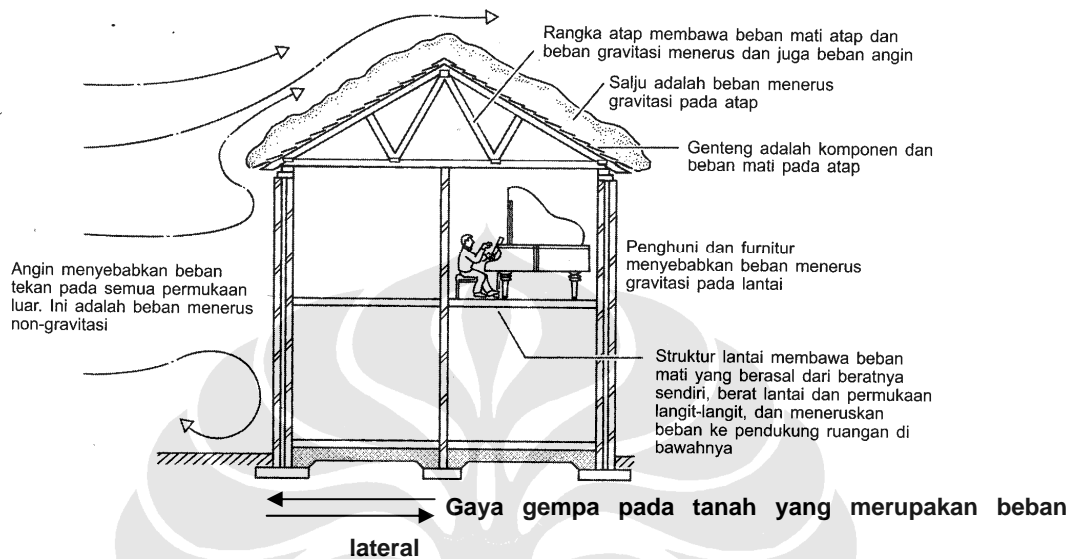 Rangka atap membawa beban mati atap dan
beban gravitasi menerus dan juga beban angin
Salju adalah beban menerus
gravitasi pada atap
Genteng adalah komponen dan
beban mati pada atap
Penghuni dan furnitur
menyebabkan beban menerus
gravitasi pada lantai
Angin menyebabkan beban
tekan pada semua permukaan
luar. Ini adalah beban menerus
non-gravitasi
Struktur lantai membawa beban
mati yang berasal dari beratnya
sendiri, berat lantai dan permukaan
langit-langit, dan meneruskan
beban ke pendukung ruangan di
bawahnya
Gaya gempa pada tanah yang merupakan beban
lateral